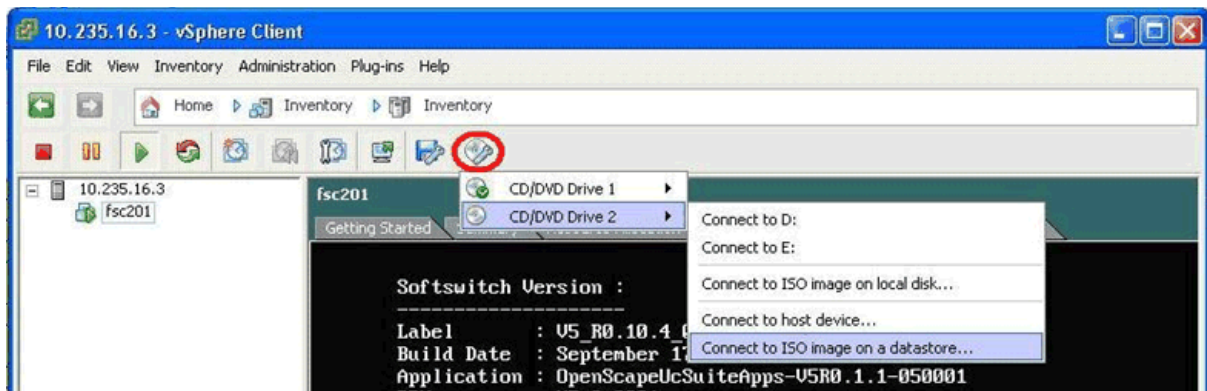 10.235.16.3 - vSphere Client
File Edit View Inventory Administration Plug-ins Help
Home Inventory Inventory
10.235.16.3
fsc201
fsc201
Getting Started
CD/DVD Drive 1
CD/DVD Drive 2
Connect to D:
Connect to E:
Connect to ISO image on local disk...
Connect to host device...
Connect to ISO image on a datastore...
Softswitch Version :
Label : V5_R0.10.4_
Build Date : September 17
Application : OpenScapeUcSuiteApps-V5R0.1.1-050001